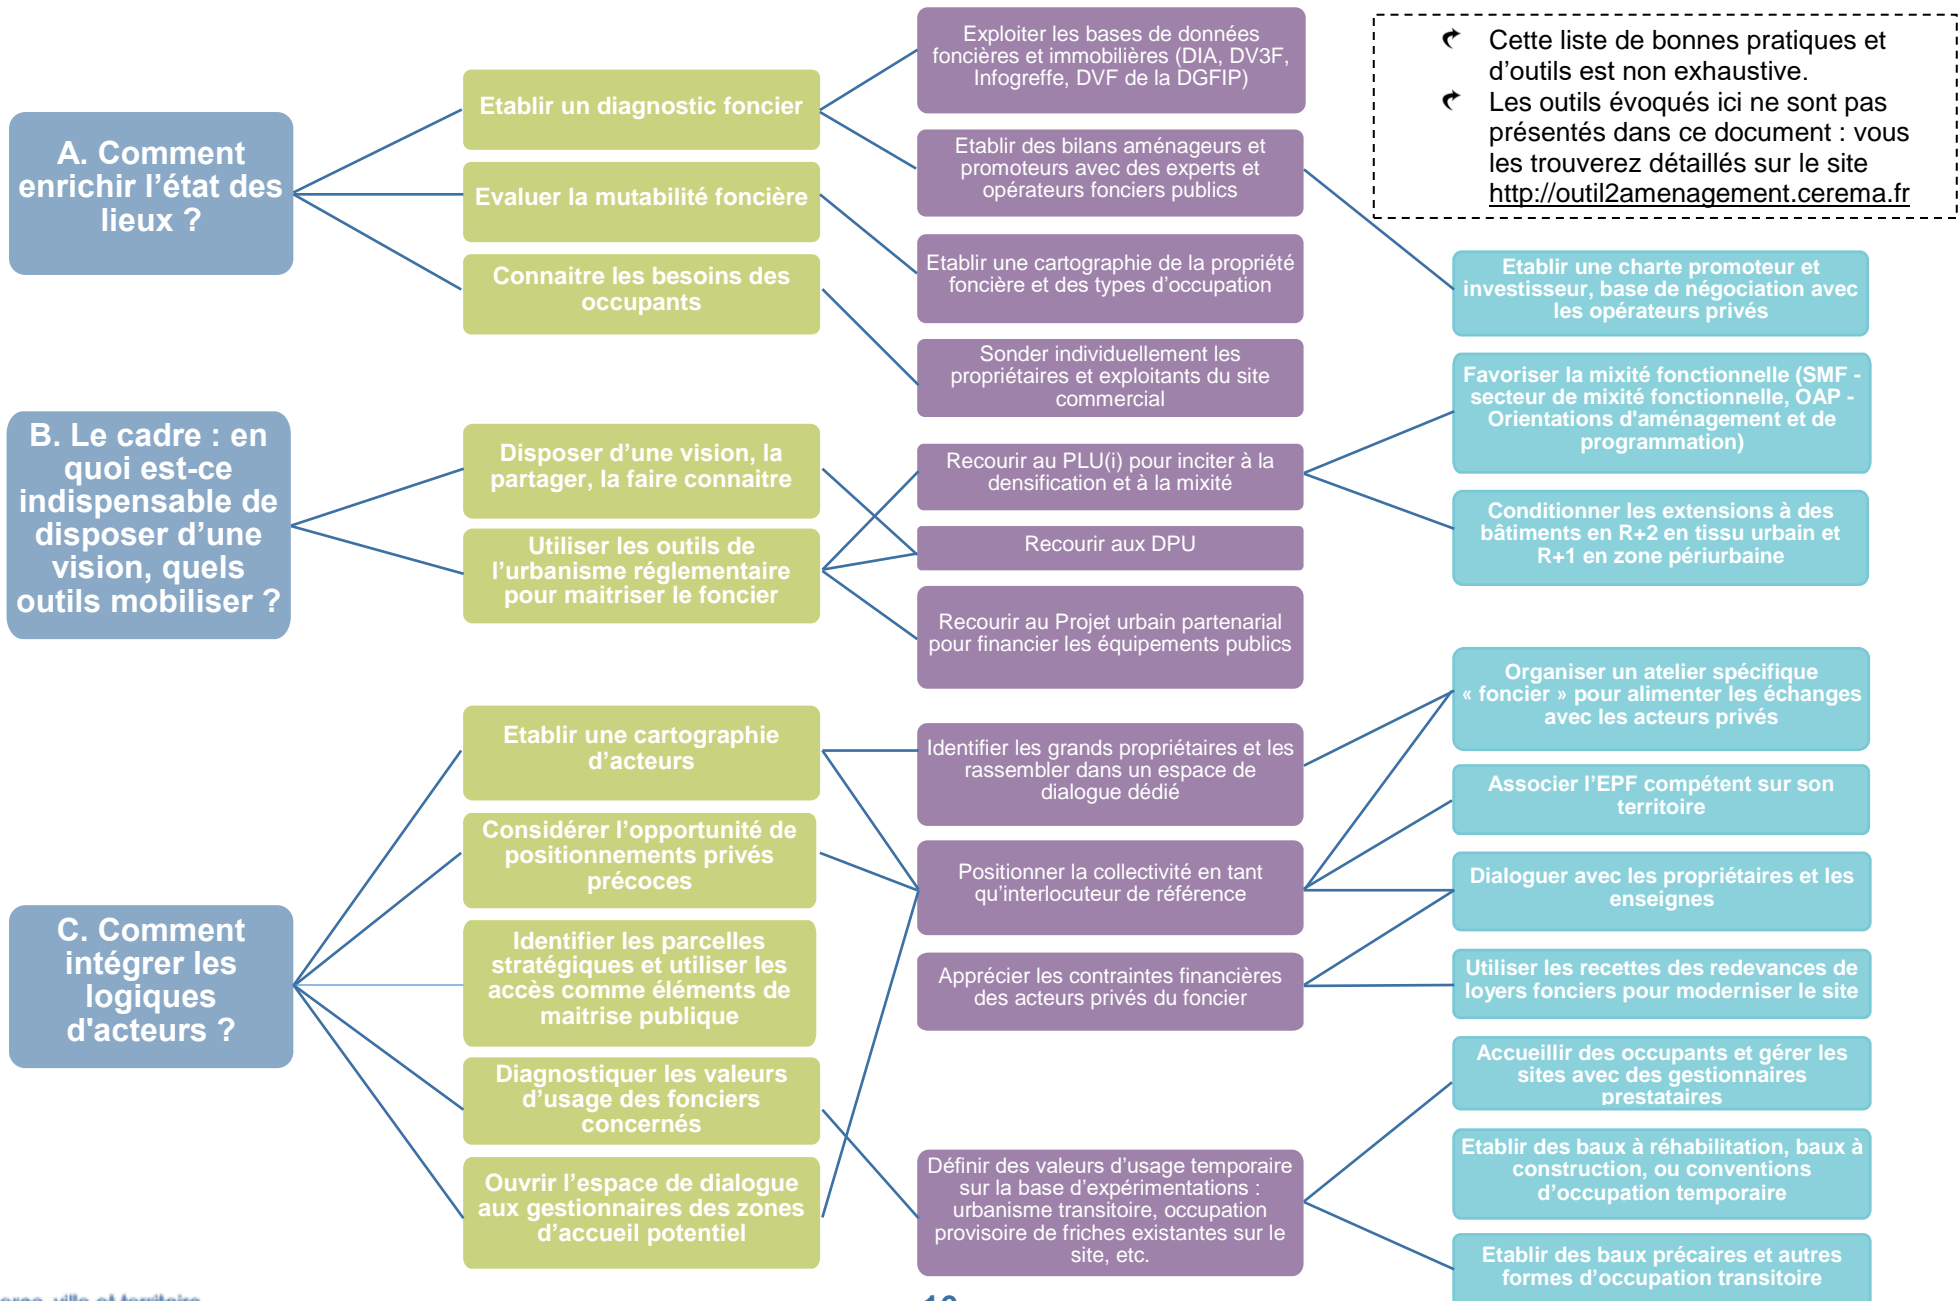 A. Comment
enrichir l’état des
lieux ?
Etablir un diagnostic foncier
Evaluer la mutabilité foncière
Connaitre les besoins des
occupants
Exploiter les bases de données
foncières et immobilières (DIA, DV3F,
Infogreffe, DVF de la DGFIP)
Etablir des bilans aménageurs et
promoteurs avec des experts et
opérateurs fonciers publics
Etablir une cartographie de la propriété
foncière et des types d’occupation
Sonder individuellement les
propriétaires et exploitants du site
commercial
Cette liste de bonnes pratiques et
d’outils est non exhaustive.
Les outils évoqués ici ne sont pas
présentés dans ce document : vous
les trouverez détaillés sur le site
http://outil2amenagement.cerema.fr
Etablir une charte promoteur et
investisseur, base de négociation avec
les opérateurs privés
B. Le cadre : en
quoi est-ce
indispensable de
disposer d’une
vision, quels
outils mobiliser ?
Disposer d’une vision, la
partager, la faire connaitre
Utiliser les outils de
l’urbanisme réglementaire
pour maitriser le foncier
Recourir au PLU(i) pour inciter à la
densification et à la mixité
Recourir aux DPU
Recourir au Projet urbain partenarial
pour financer les équipements publics
Favoriser la mixité fonctionnelle (SMF -
secteur de mixité fonctionnelle, OAP -
Orientations d'aménagement et de
programmation)
Conditionner les extensions à des
bâtiments en R+2 en tissu urbain et
R+1 en zone périurbaine
C. Comment
intégrer les
logiques
d'acteurs ?
Etablir une cartographie
d’acteurs
Considérer l’opportunité de
positionnements privés
précoces
Identifier les parcelles
stratégiques et utiliser les
accès comme éléments de
maitrise publique
Diagnostiquer les valeurs
d’usage des fonciers
concernés
Ouvrir l’espace de dialogue
aux gestionnaires des zones
d’accueil potentiel
Identifier les grands propriétaires et les
rassembler dans un espace de
dialogue dédié
Positionner la collectivité en tant
qu’interlocuteur de référence
Apprécier les contraintes financières
des acteurs privés du foncier
Définir des valeurs d’usage temporaire
sur la base d’expérimentations :
urbanisme transitoire, occupation
provisoire de friches existantes sur le
site, etc.
Organiser un atelier spécifique
« foncier » pour alimenter les échanges
avec les acteurs privés
Associer l’EPF compétent sur son
territoire
Dialoguer avec les propriétaires et les
enseignes
Utiliser les recettes des redevances de
loyers fonciers pour moderniser le site
Accueillir des occupants et gérer les
sites avec des gestionnaires
prestataires
Etablir des baux à réhabilitation, baux à
construction, ou conventions
d’occupation temporaire
Etablir des baux précaires et autres
formes d’occupation transitoire
ville et territoire